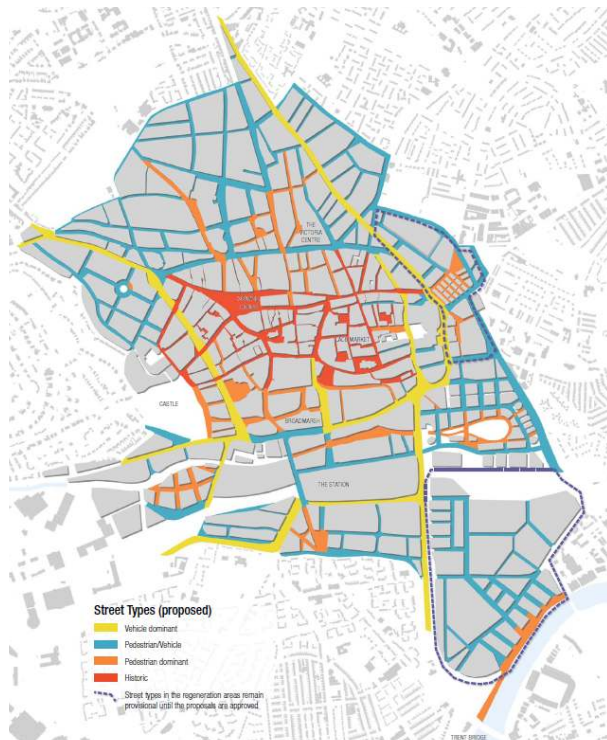 THE
VICTORIA
CENTRE
LACE MARKET
CASTLE
BROADMARSH
THE STATION
Street Types (proposed)
Vehicle dominant
Pedestrian/Vehicle
Pedestrian dominant
Historic
Street types in the regeneration areas remain
provisional until the proposals are approved
TRENT BRIDGE